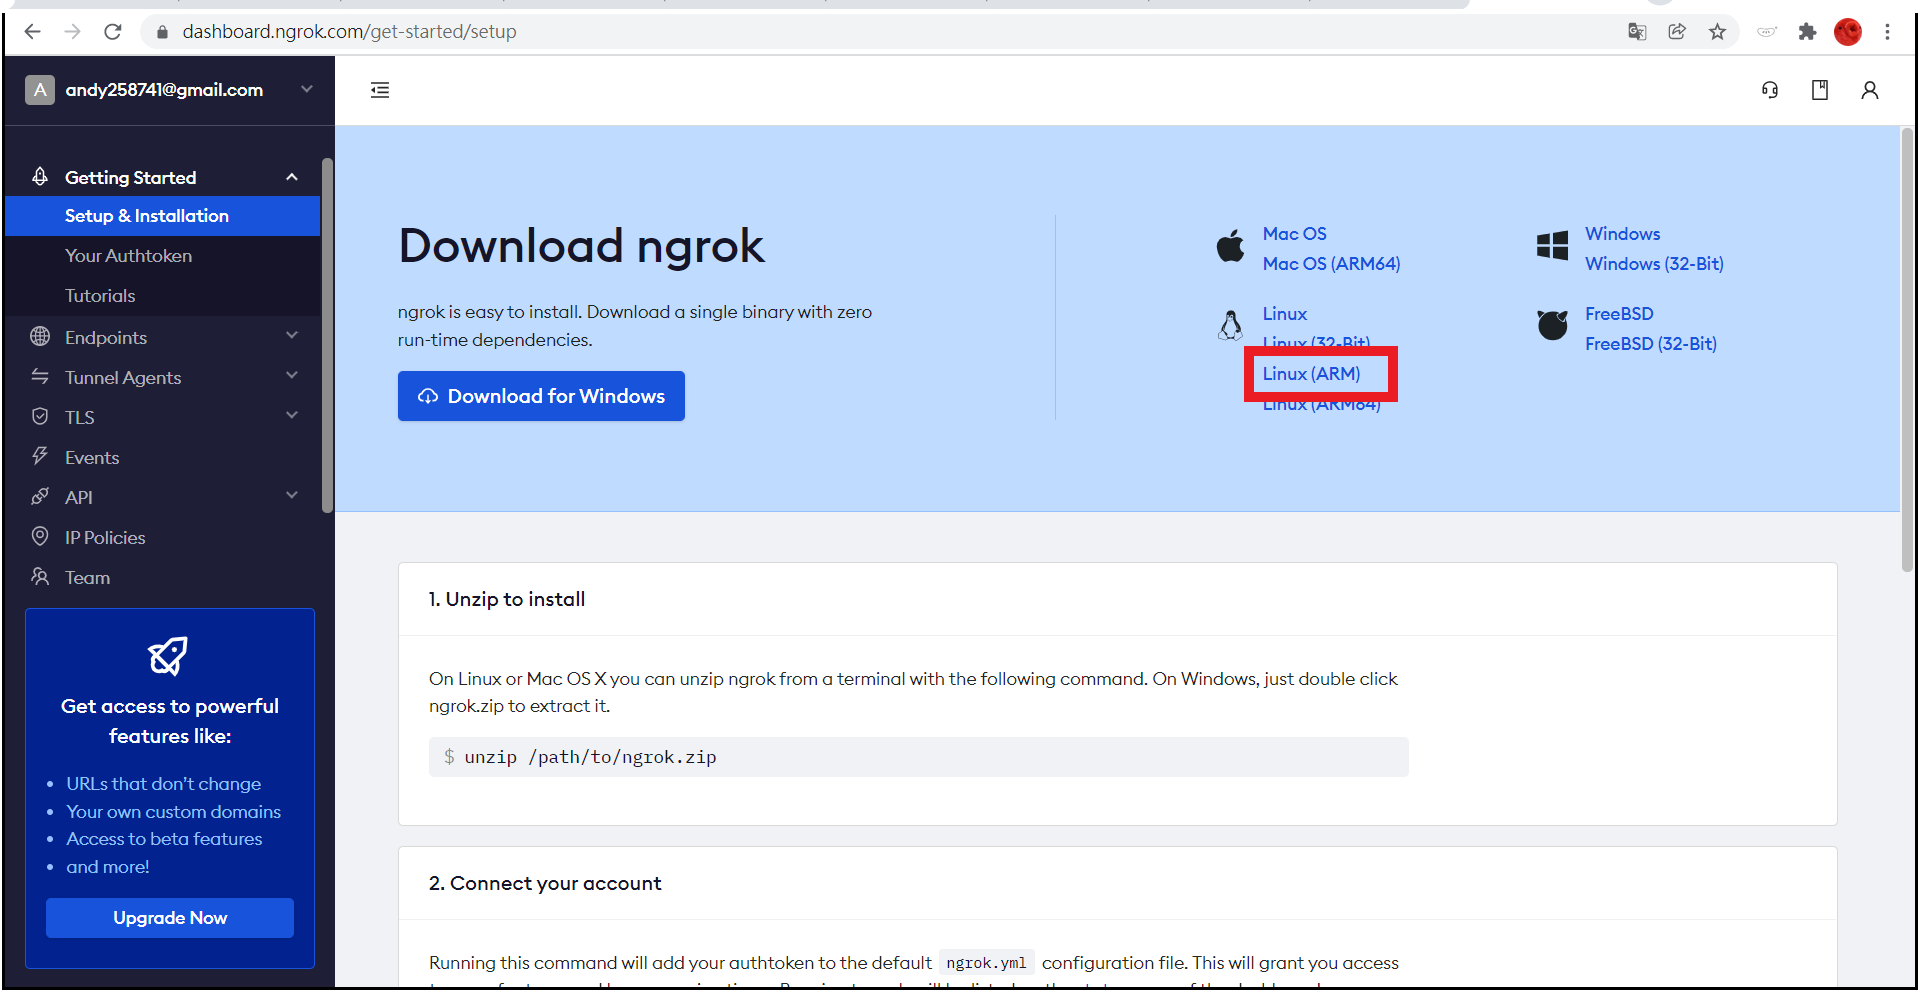 dashboard.ngrok.com/get-started/setup
A andy258741@gmail.com
Getting Started
Setup & Installation
Your Authtoken
Tutorials
Endpoints
Tunnel Agents
TLS
Events
API
IP Policies
Team
Get access to powerful
features like:
• URLs that don't change
• Your own custom domains
• Access to beta features
• and more!
Upgrade Now
Download ngrok
ngrok is easy to install. Download a single binary with zero
run-time dependencies.
Download for Windows
Mac OS
Mac OS (ARM64)
Linux
Linux (32-Bit)
Linux (ARM)
Linux (ARM64)
Windows
Windows (32-Bit)
FreeBSD
FreeBSD (32-Bit)
1. Unzip to install
On Linux or Mac OS X you can unzip ngrok from a terminal with the following command. On Windows, just double click
ngrok.zip to extract it.
$ unzip /path/to/ngrok.zip
2. Connect your account
Running this command will add your authtoken to the default ngrok.yml configuration file. This will grant you access